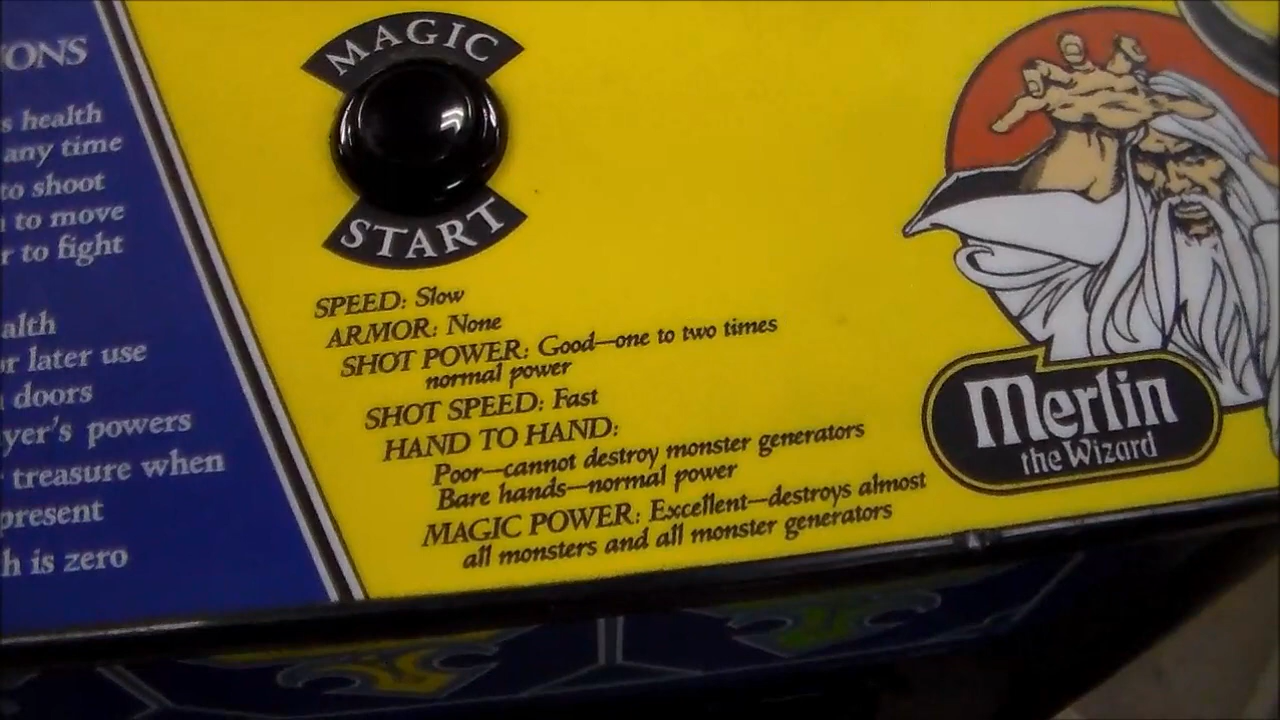 ONS
s health
any time
to shoot
to move
r to fight
alth
or later use
doors
yer's powers
treasure when
present
h is zero
MAGIC
START
SPEED: Slow
ARMOR: None
SHOT POWER: Good—one to two times
normal power
SHOT SPEED: Fast
HAND TO HAND:
Poor—cannot destroy monster generators
Bare hands—normal power
MAGIC POWER: Excellent—destroys almost
all monsters and all monster generators
Merlin
the Wizard